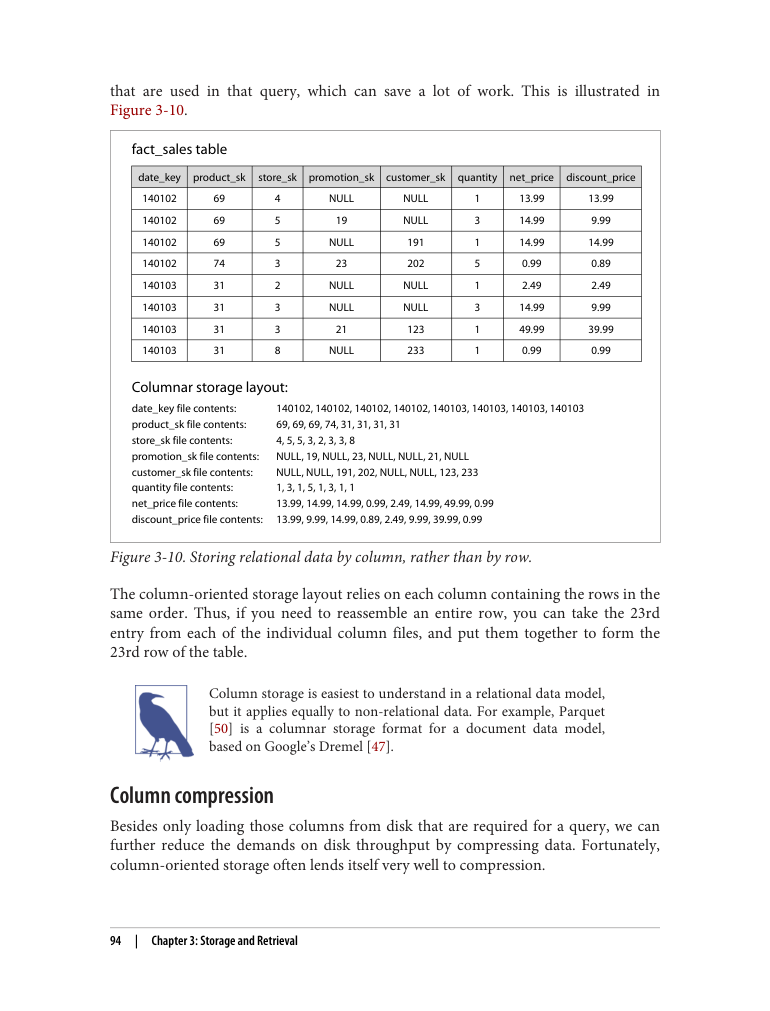 that are used in that query, which can save a lot of work. This is illustrated in
Figure 3-10.
fact_sales table
date_key product_sk store_sk promotion_sk customer_sk quantity net_price discount_price
140102 69 4 NULL NULL 1 13.99 13.99
140102 69 5 19 NULL 3 14.99 9.99
140102 69 5 NULL 191 1 14.99 14.99
140102 74 3 23 202 5 0.99 0.89
140103 31 2 NULL NULL 1 2.49 2.49
140103 31 3 NULL NULL 3 14.99 9.99
140103 31 3 21 123 1 49.99 39.99
140103 31 8 NULL 233 1 0.99 0.99
Columnar storage layout:
date_key file contents: 140102, 140102, 140102, 140102, 140103, 140103, 140103, 140103
product_sk file contents: 69, 69, 69, 74, 31, 31, 31, 31
store_sk file contents: 4, 5, 5, 3, 2, 3, 3, 8
promotion_sk file contents: NULL, 19, NULL, 23, NULL, NULL, 21, NULL
customer_sk file contents: NULL, NULL, 191, 202, NULL, NULL, 123, 233
quantity file contents: 1, 3, 1, 5, 1, 3, 1, 1
net_price file contents: 13.99, 14.99, 14.99, 0.99, 2.49, 14.99, 49.99, 0.99
discount_price file contents: 13.99, 9.99, 14.99, 0.89, 2.49, 9.99, 39.99, 0.99
Figure 3-10. Storing relational data by column, rather than by row.
The column-oriented storage layout relies on each column containing the rows in the
same order. Thus, if you need to reassemble an entire row, you can take the 23rd
entry from each of the individual column files, and put them together to form the
23rd row of the table.
Column storage is easiest to understand in a relational data model,
but it applies equally to non-relational data. For example, Parquet
[50] is a columnar storage format for a document data model,
based on Google’s Dremel [47].
Column compression
Besides only loading those columns from disk that are required for a query, we can
further reduce the demands on disk throughput by compressing data. Fortunately,
column-oriented storage often lends itself very well to compression.
94 | Chapter 3: Storage and Retrieval